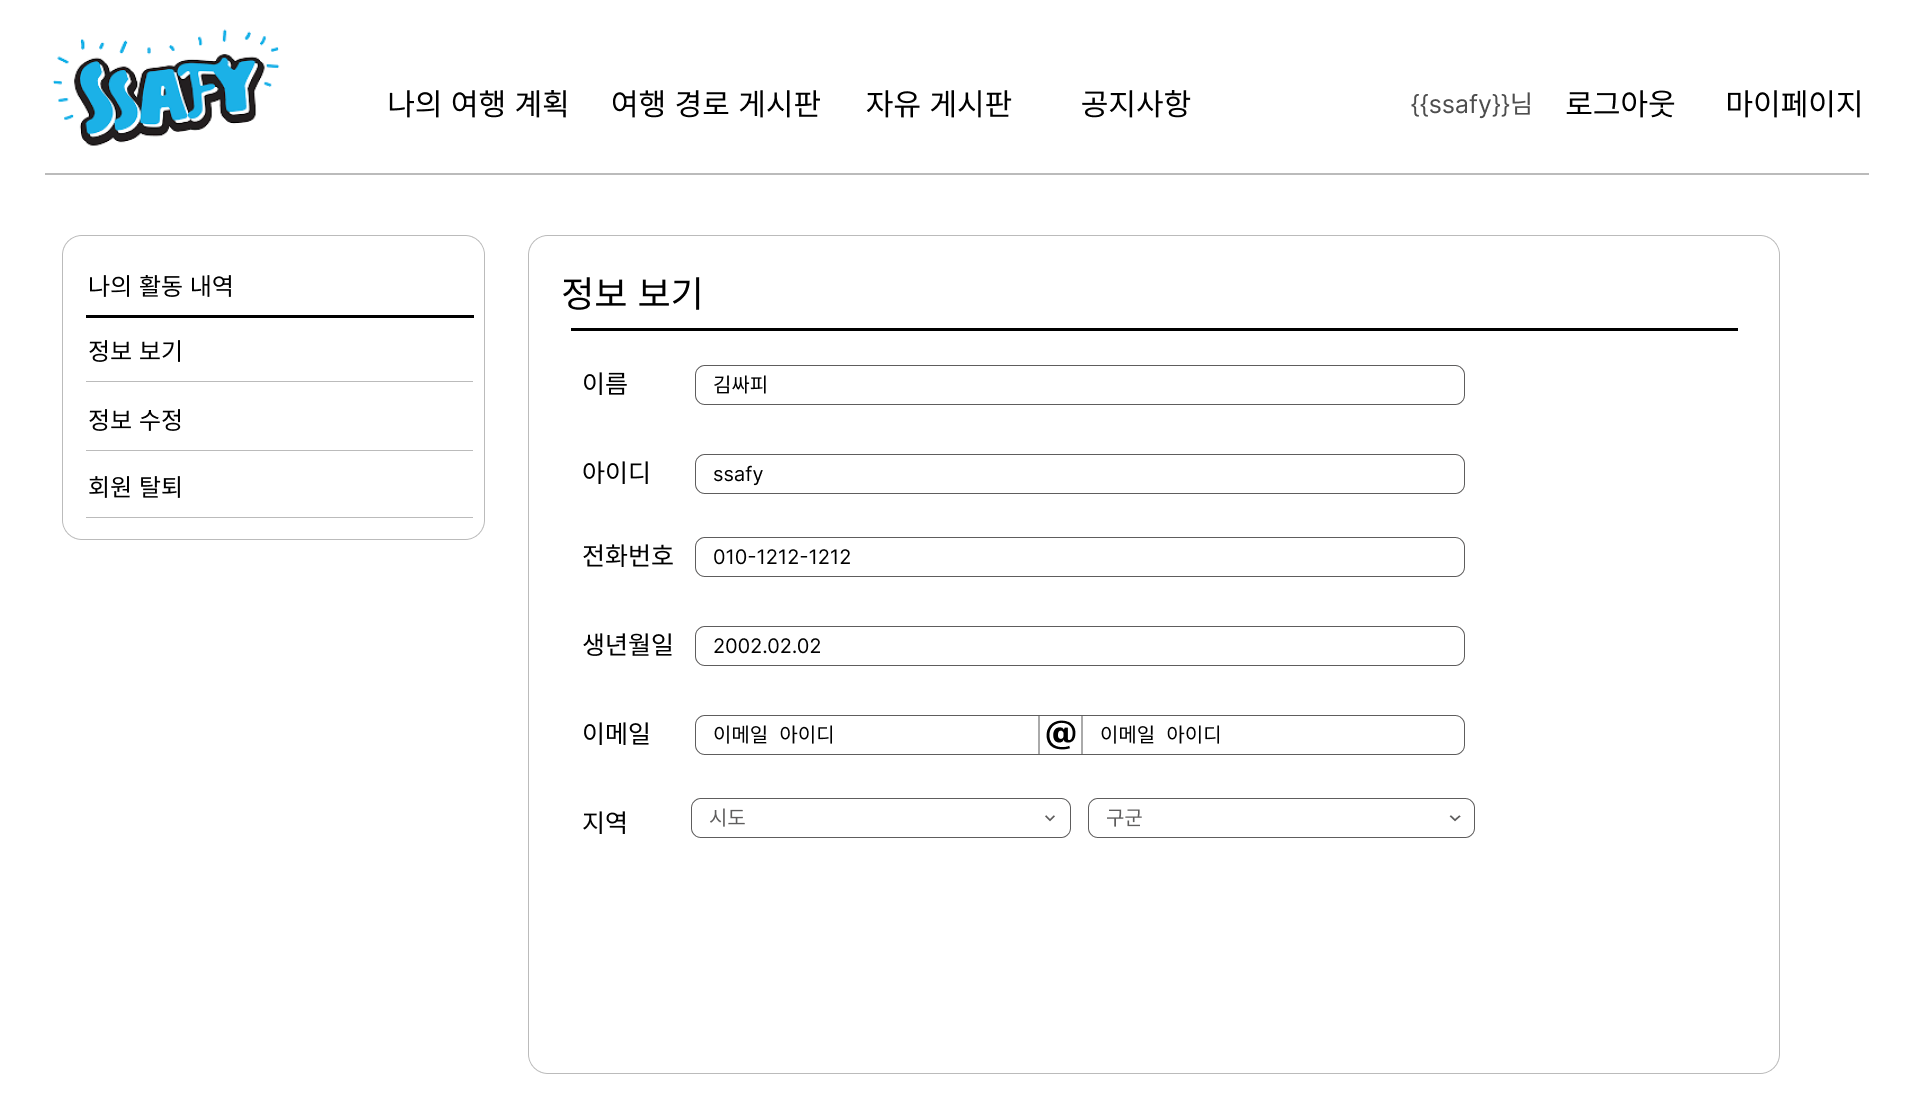 SSAFY
나의 여행 계획 여행 경로 게시판 자유 게시판 공지사항 {{ssafy}}님 로그아웃 마이페이지
나의 활동 내역
정보 보기
정보 수정
회원 탈퇴
정보 보기
이름 김싸피
아이디 ssafy
전화번호 010-1212-1212
생년월일 2002.02.02
이메일 이메일 아이디 @ 이메일 아이디
지역 시도 구군